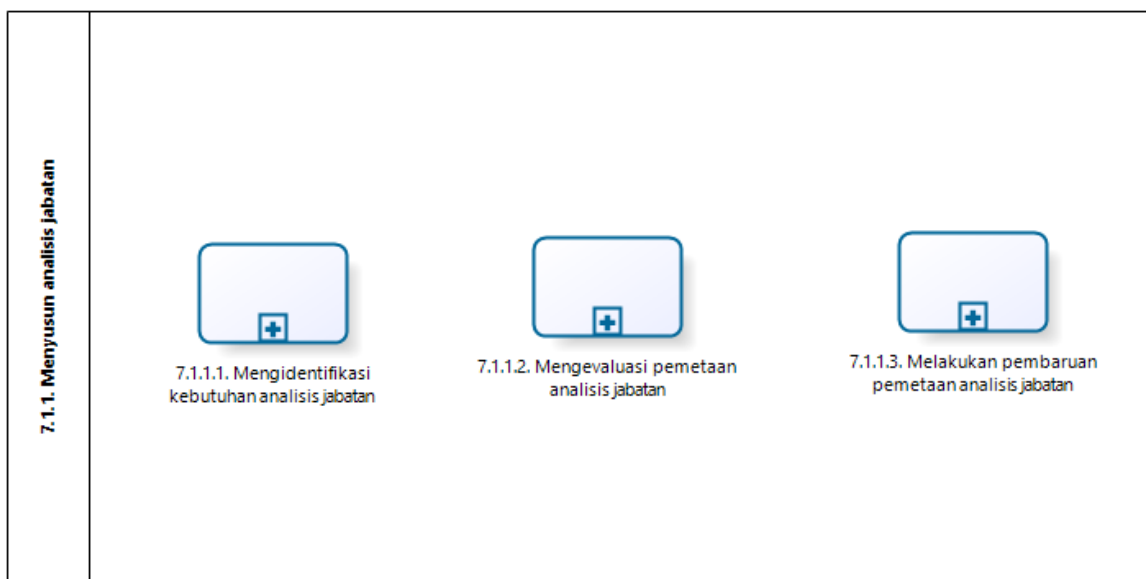 7.1.1. Menyusun analisis jabatan
7.1.1.1. Mengidentifikasi
kebutuhan analisis jabatan
7.1.1.2. Mengevaluasi pemetaan
analisis jabatan
7.1.1.3. Melakukan pembaruan
pemetaan analisis jabatan